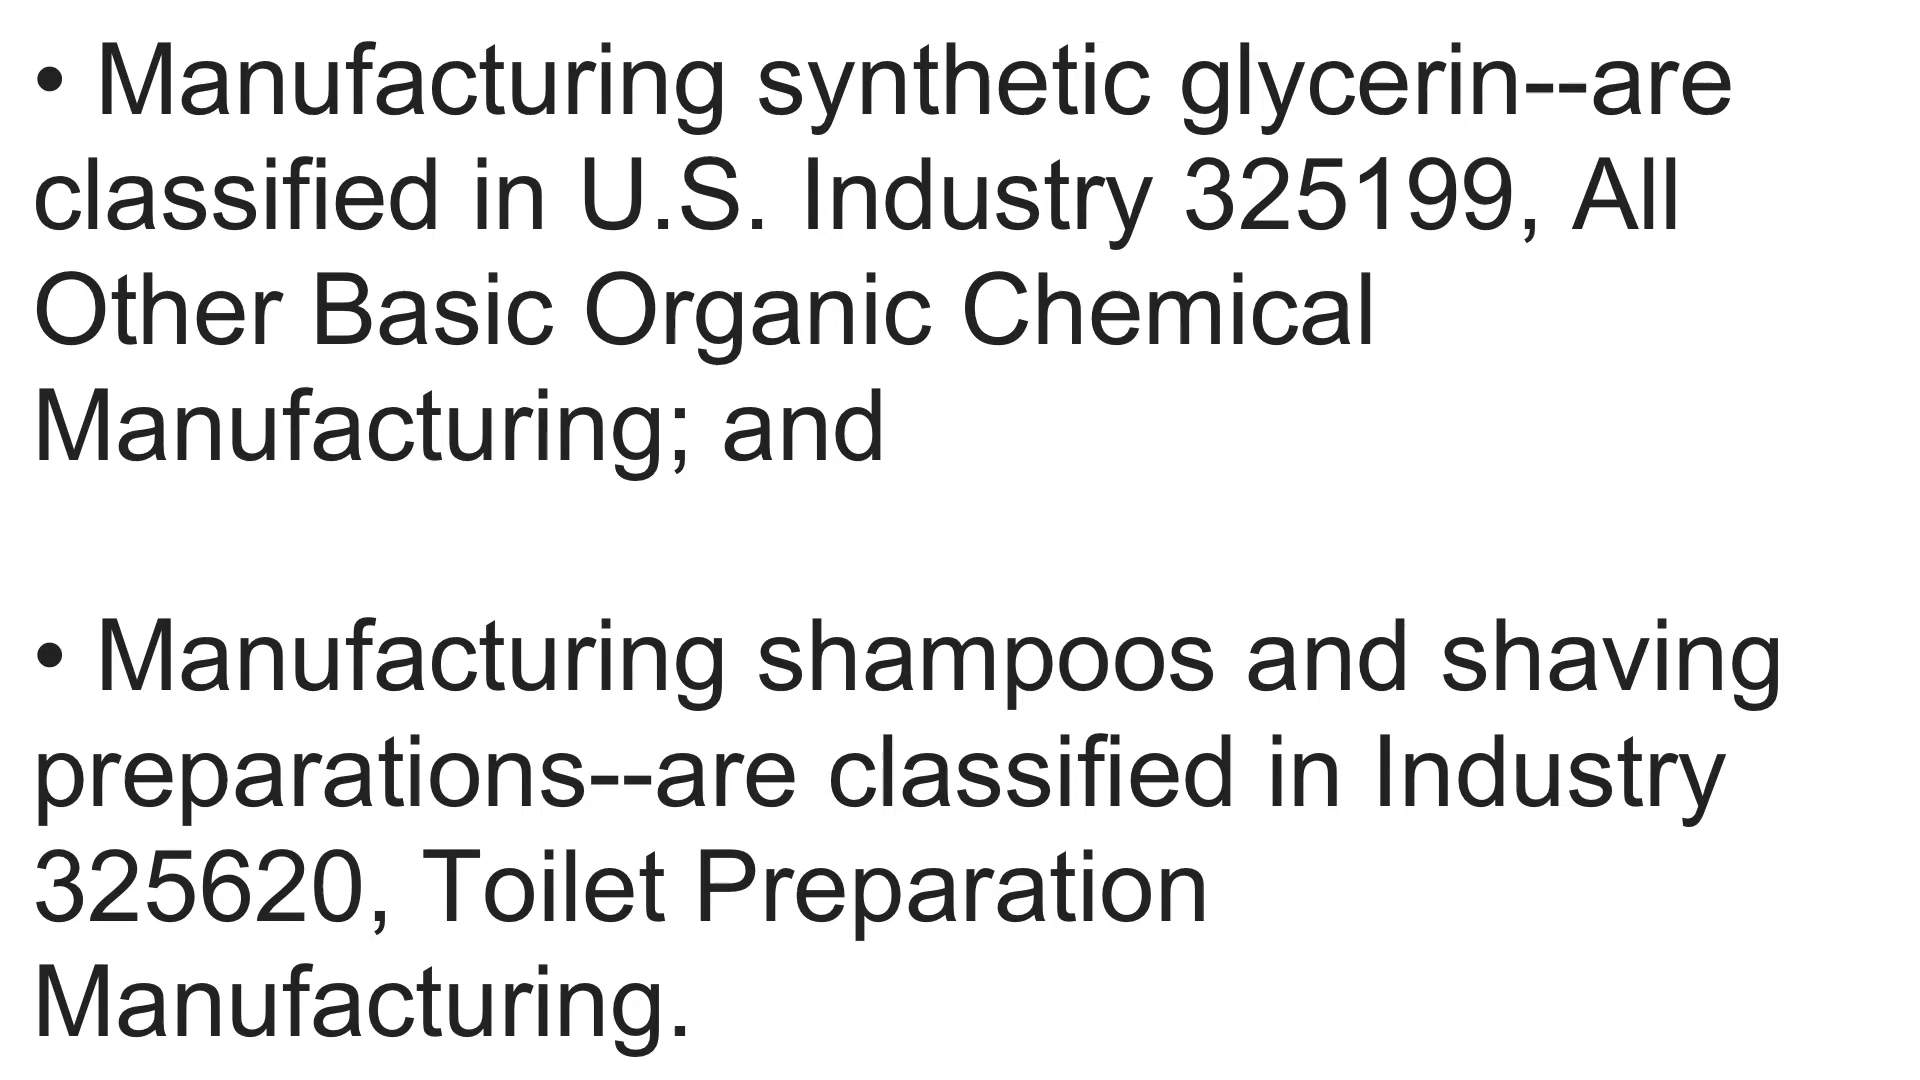 • Manufacturing synthetic glycerin--are
classified in U.S. Industry 325199, All
Other Basic Organic Chemical
Manufacturing; and
• Manufacturing shampoos and shaving
preparations--are classified in Industry
325620, Toilet Preparation
Manufacturing.